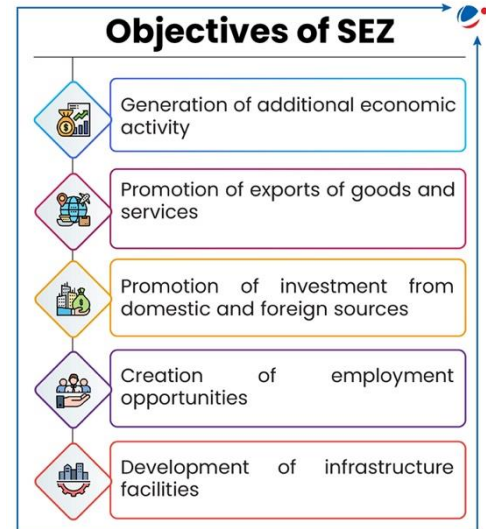 Objectives of SEZ
Generation of additional economic
activity
Promotion of exports of goods and
services
Promotion of investment from
domestic and foreign sources
Creation of employment
opportunities
Development of infrastructure
facilities